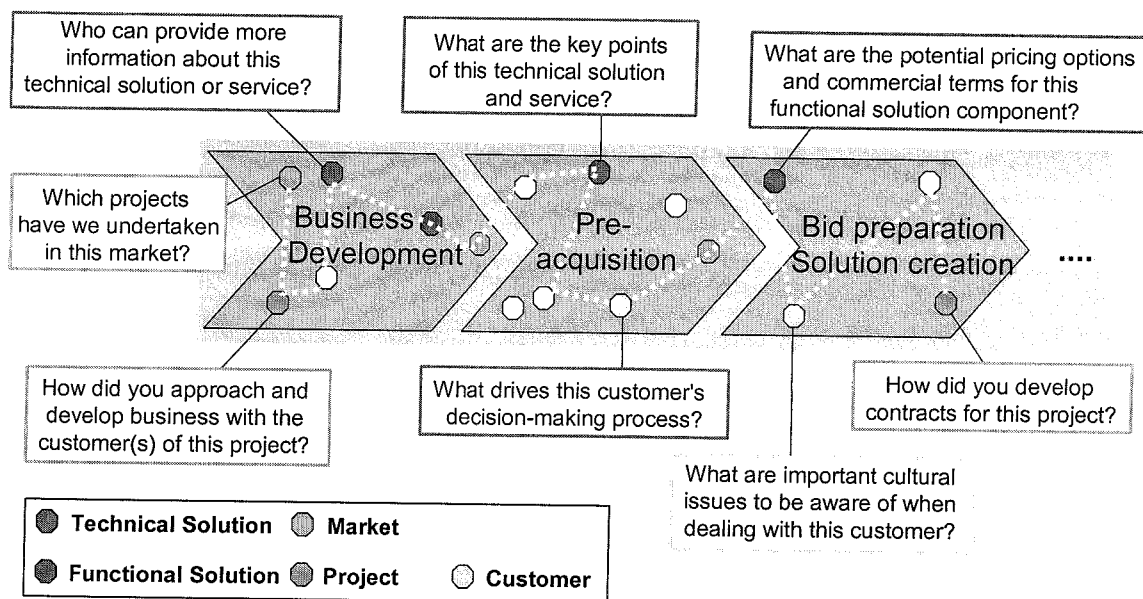 Who can provide more
information about this
technical solution or service?
What are the key points
of this technical solution
and service?
What are the potential pricing options
and commercial terms for this
functional solution component?
Which projects
have we undertaken
in this market?
Business
Development
Pre-
acquisition
Bid preparation
Solution creation
....
How did you approach and
develop business with the
customer(s) of this project?
What drives this customer's
decision-making process?
How did you develop
contracts for this project?
What are important cultural
issues to be aware of when
dealing with this customer?
Technical Solution
Market
Functional Solution
Project
Customer